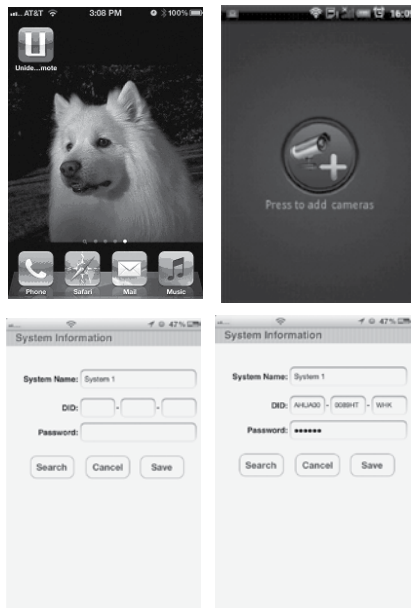 AT&T 3:08 PM 100%
Unide...mote
Phone Safari Mail Music
16:0
Press to add cameras
47%
System Information
System Name: System 1
DID: - -
Password:
Search Cancel Save
47%
System Information
System Name: System 1
DID: AHUA00 - 0089HT - WHK
Password: ••••••
Search Cancel Save